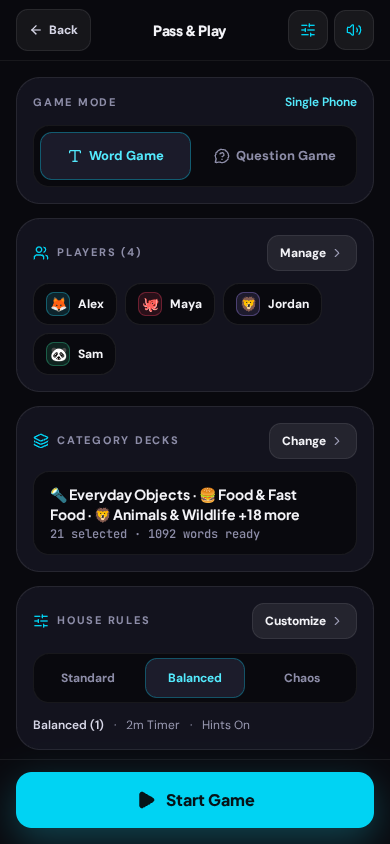 Back
Pass & Play
GAME MODE
Single Phone
Word Game
Question Game
PLAYERS (4)
Manage
Alex
Maya
Jordan
Sam
CATEGORY DECKS
Change
🔦 Everyday Objects · 🍔 Food & Fast
Food · 🦁 Animals & Wildlife +18 more
21 selected · 1092 words ready
HOUSE RULES
Customize
Standard
Balanced
Chaos
Balanced (1) · 2m Timer · Hints On
Start Game